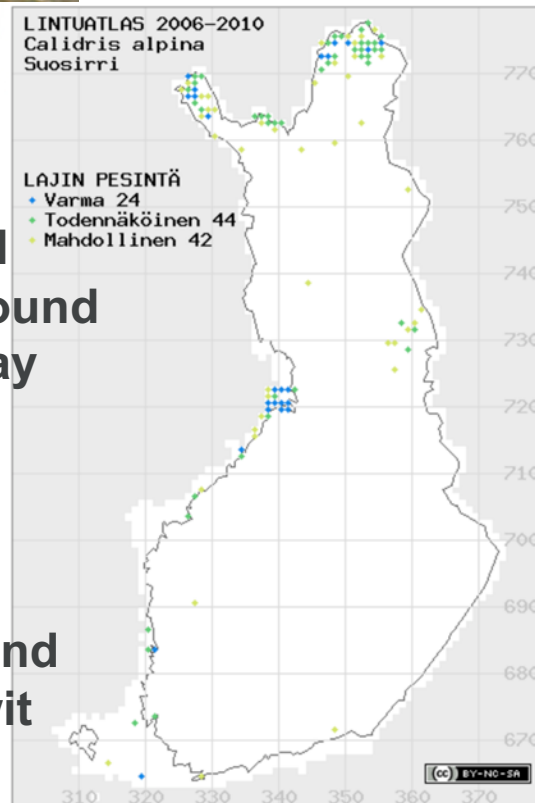 LINTUATLAS 2006-2010
Calidris alpina
Suosirri
LAJIN PESINTÄ
Varma 24
Todennäköinen 44
Mahdollinen 42
ound
ay
nd
vit
770
760
750
740
730
720
710
700
690
680
670
310 320 330 340 350 360 370
(cc) BY-NC-SA